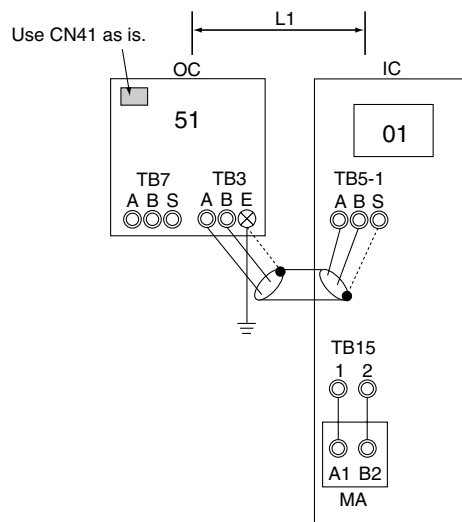 L1
Use CN41 as is.
OC
IC
51
01
TB7
TB3
TB5-1
A B S
A B E
A B S
TB15
1 2
A1 B2
MA